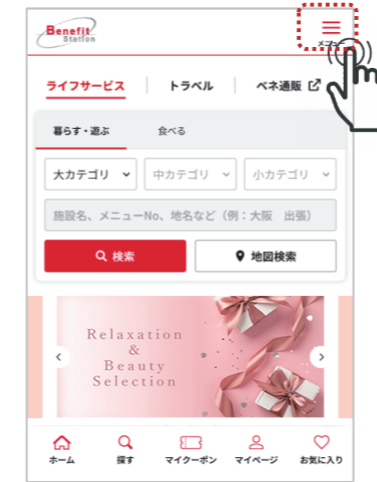 Benefit
Station
メニュー
ライフサービス
トラベル
ベネ通販
暮らす・遊ぶ
食べる
大カテゴリ
中カテゴリ
小カテゴリ
施設名、メニューNo、地名など（例：大阪　出張）
検索
地図検索
Relaxation
&
Beauty
Selection
ホーム
探す
マイクーポン
マイページ
お気に入り